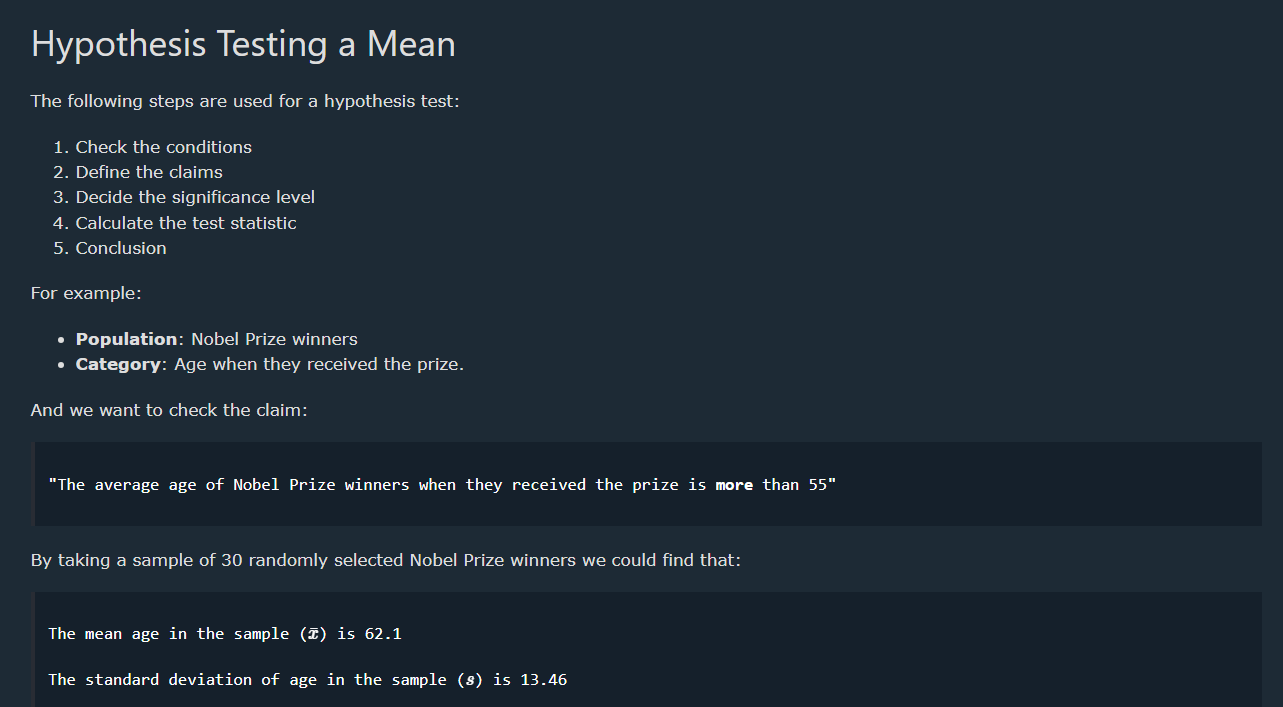 Hypothesis Testing a Mean
The following steps are used for a hypothesis test:
1. Check the conditions
2. Define the claims
3. Decide the significance level
4. Calculate the test statistic
5. Conclusion
For example:
• Population: Nobel Prize winners
• Category: Age when they received the prize.
And we want to check the claim:
"The average age of Nobel Prize winners when they received the prize is more than 55"
By taking a sample of 30 randomly selected Nobel Prize winners we could find that:
The mean age in the sample (x̄) is 62.1
The standard deviation of age in the sample (s) is 13.46